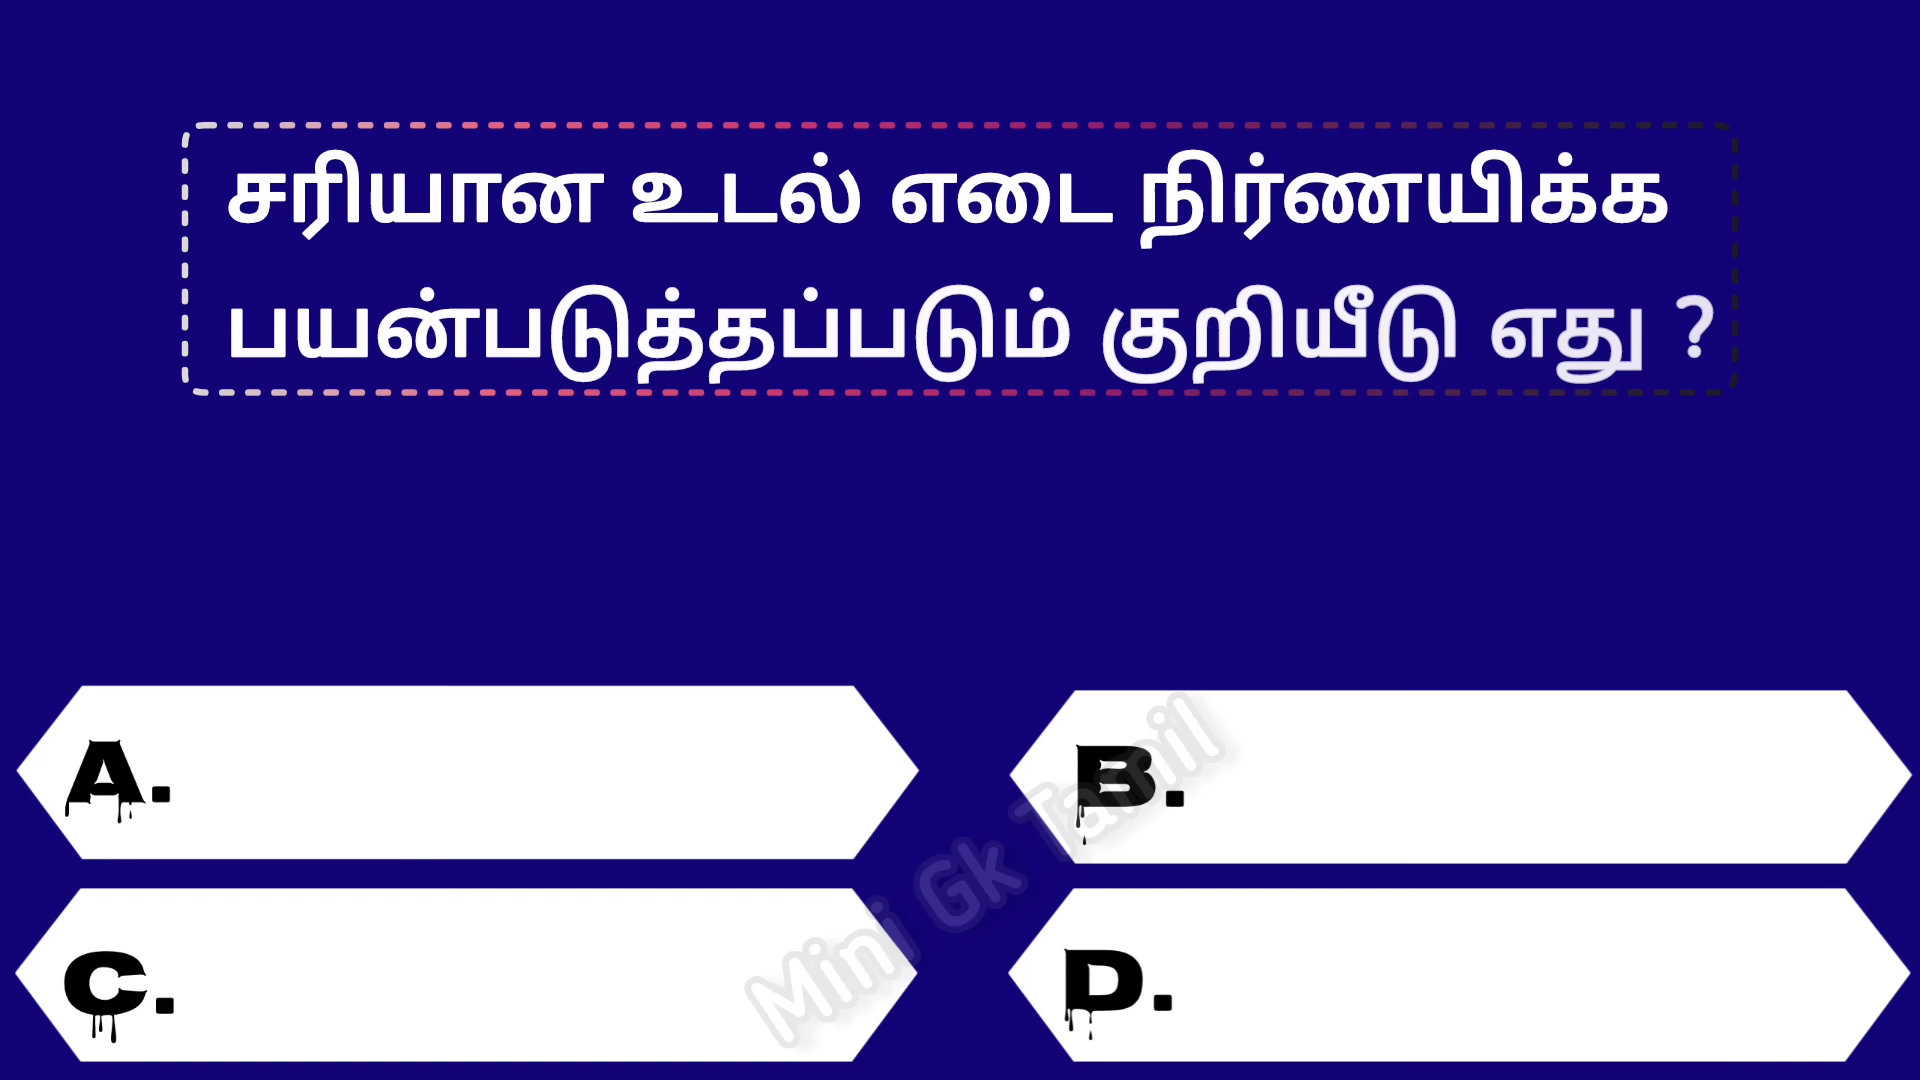 சரியான உடல் எடை நிர்ணயிக்க
பயன்படுத்தப்படும் குறியீடு எது ?
A.
B.
C.
D.
Mini Gk Tamil